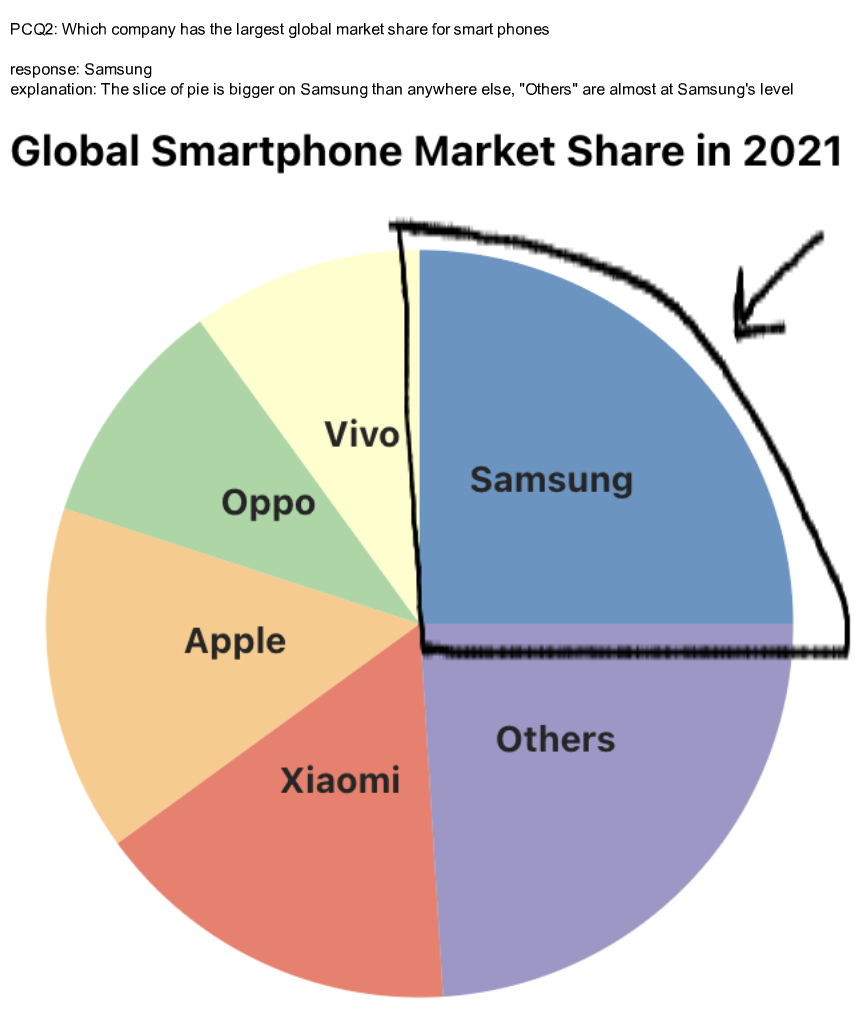 PCQ2: Which company has the largest global market share for smart phones
response: Samsung
explanation: The slice of pie is bigger on Samsung than anywhere else, "Others" are almost at Samsung's level
Global Smartphone Market Share in 2021
Vivo
Samsung
Oppo
Apple
Others
Xiaomi